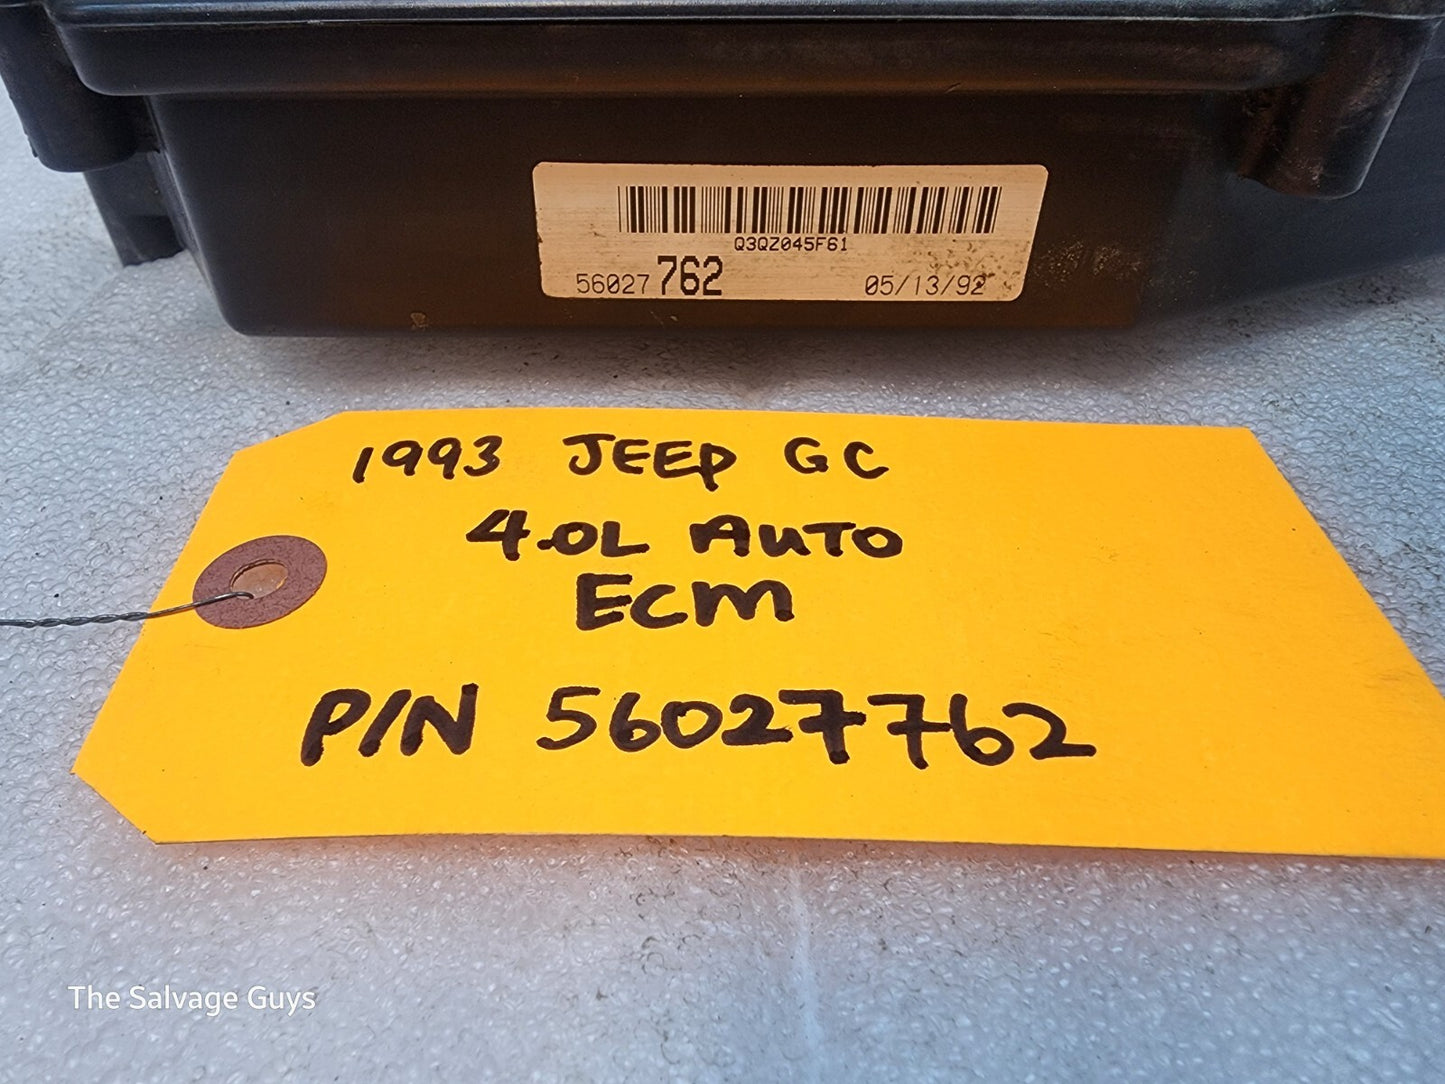 Q3QZ045F61
56027 762 05/13/92
1993 JEEP GC
4.0L AUTO
ECM
P/N 56027762
The Salvage Guys